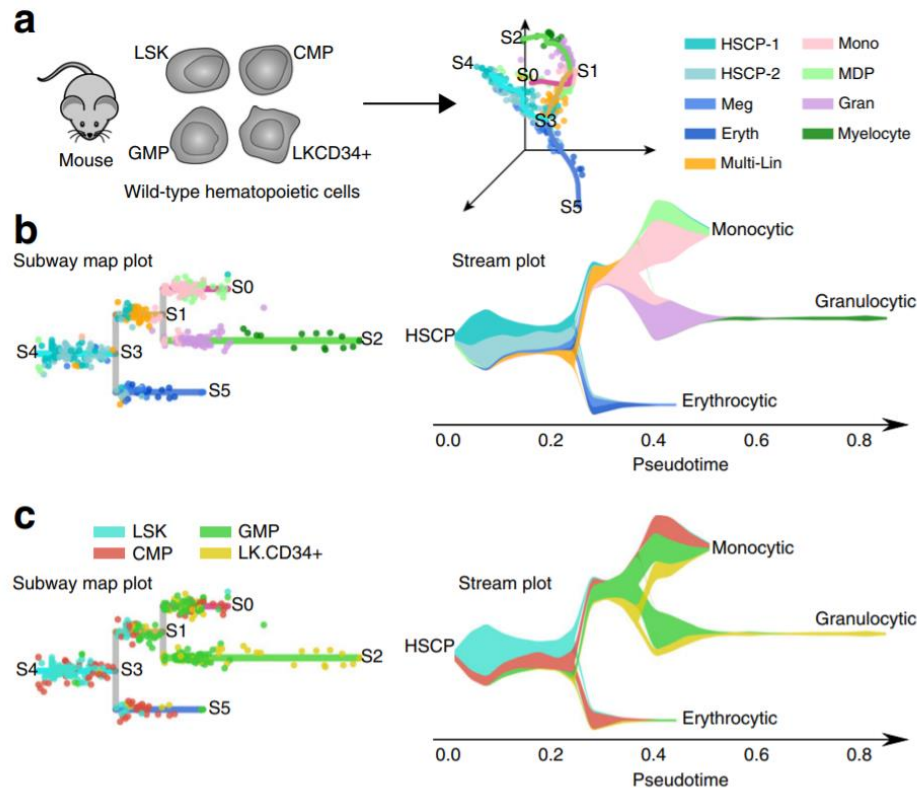 a
LSK
CMP
GMP
LKCD34+
Mouse
Wild-type hematopoietic cells
S2
S4
S0
S1
S3
S5
HSCP-1
HSCP-2
Meg
Eryth
Multi-Lin
Mono
MDP
Gran
Myelocyte
b
Subway map plot
S0
S1
S4
S3
S2
S5
Stream plot
Monocytic
Granulocytic
HSCP
Erythrocytic
0.0 0.2 0.4 0.6 0.8
Pseudotime
c
LSK
CMP
GMP
LK.CD34+
Subway map plot
S0
S1
S4
S3
S2
S5
Stream plot
Monocytic
Granulocytic
HSCP
Erythrocytic
0.0 0.2 0.4 0.6 0.8
Pseudotime